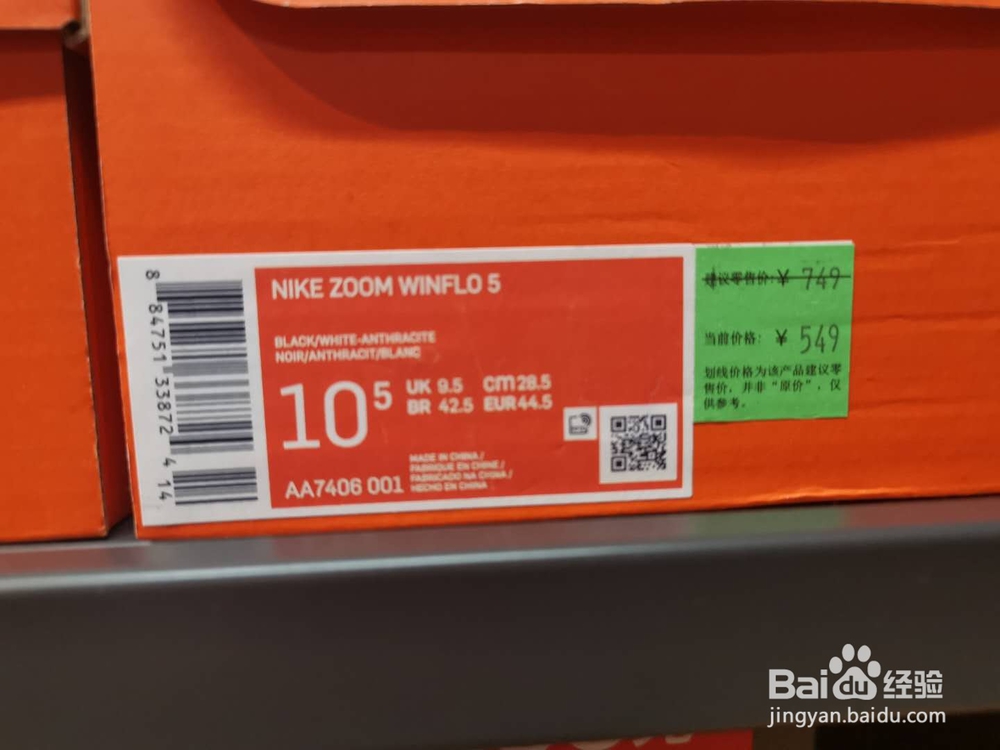 NIKE ZOOM WINFLO 5
BLACK/WHITE-ANTHRACITE
NOIR/ANTHRACIT/BLANC
10 5
UK 9.5 CM 28.5
BR 42.5 EUR 44.5
MADE IN CHINA /
FABRIQUE EN CHINE /
FABRICADO NA CHINA /
HECHO EN CHINA
AA7406 001
8 84751 33872 4 14
建议零售价:¥ 749
当前价格: ¥ 549
划线价格为该产品建议零
售价，并非“原价”，仅
供参考。
Bai du 经验
jingyan.baidu.com